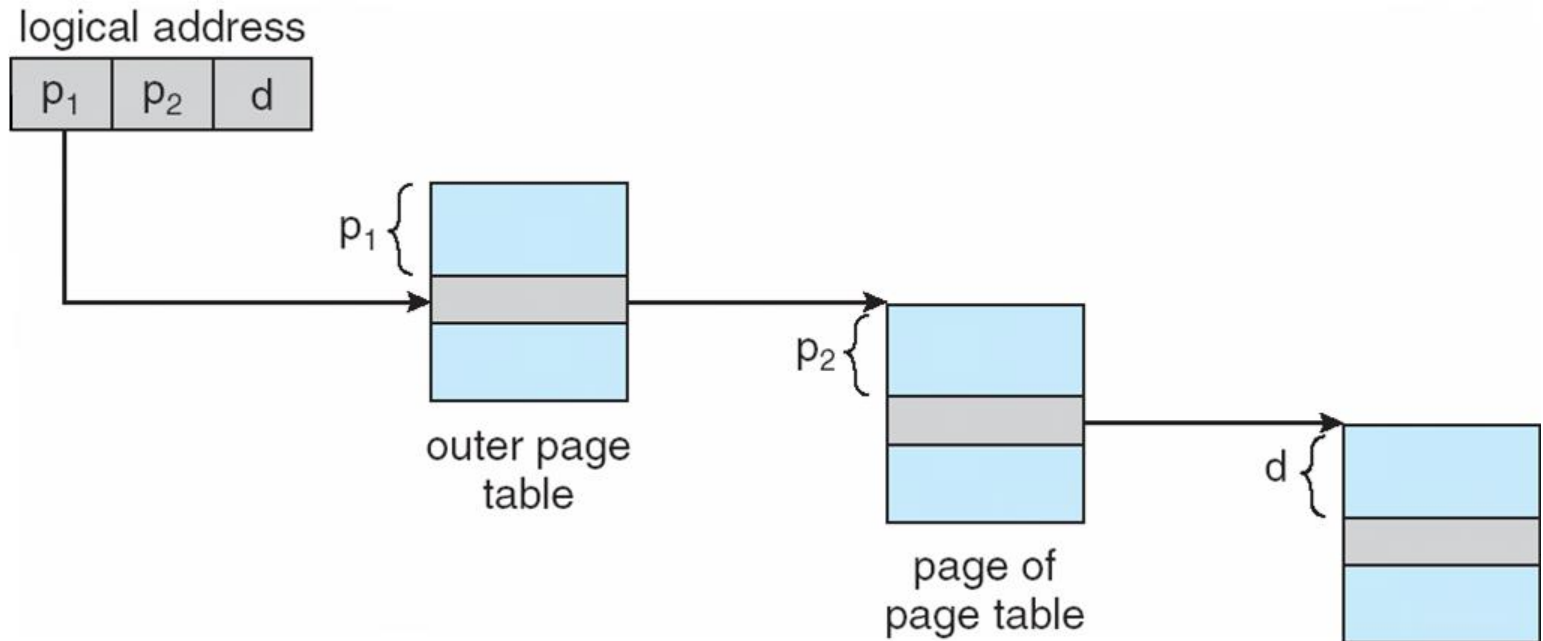 logical address
p₁ p₂ d
p₁
outer page
table
p₂
page of
page table
d